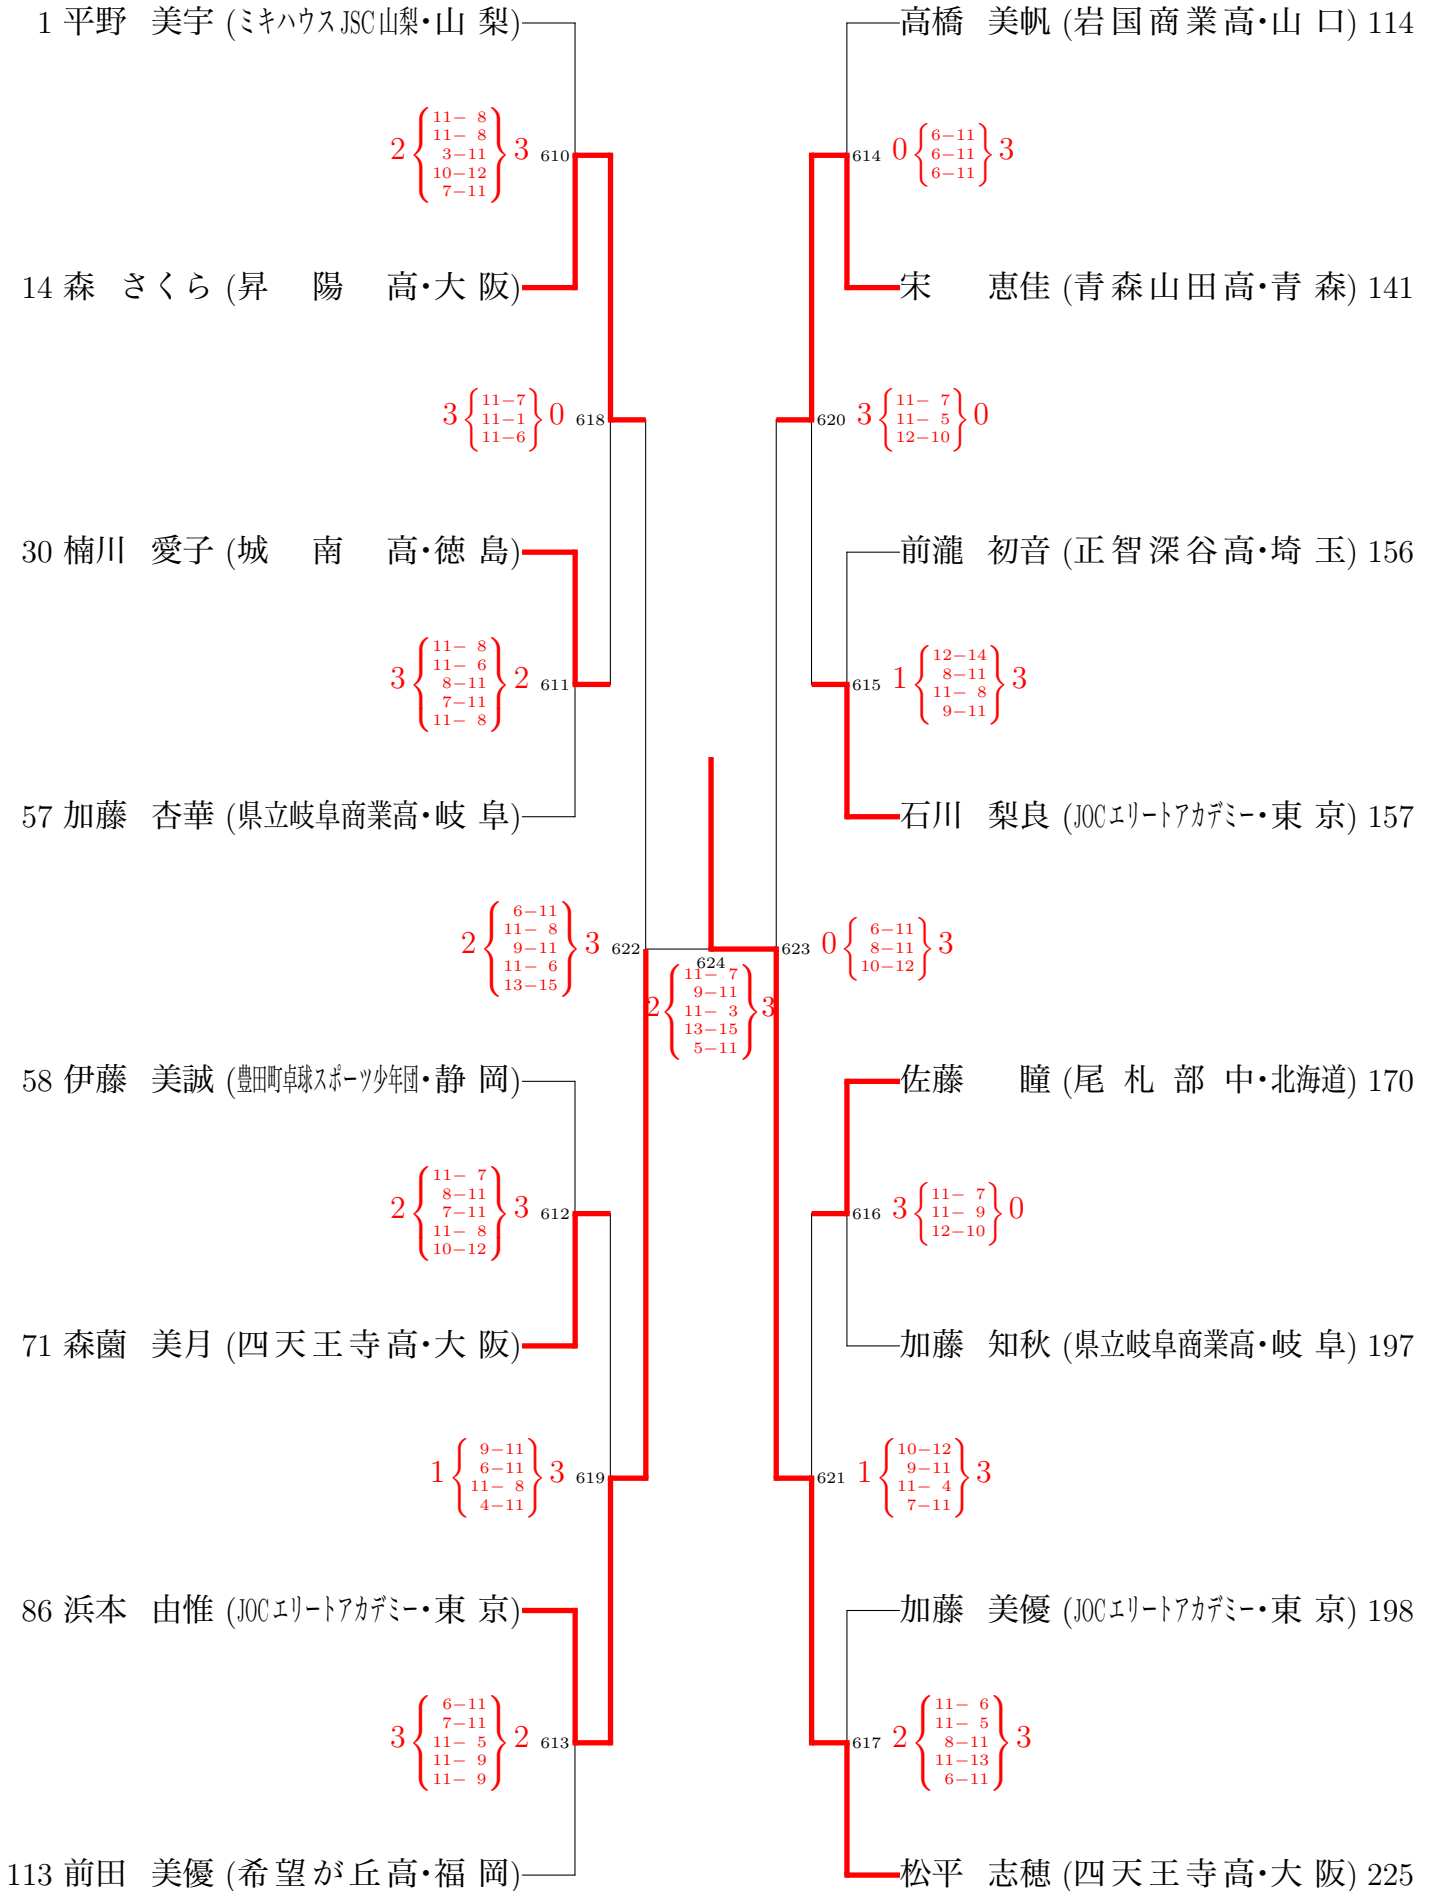 1 平野 美宇 (ミキハウスJSC山梨・山 梨)
2 11- 8 11- 8 3-11 10-12 7-11 3 610
14 森 さくら (昇 陽 高・大 阪)
3 11-7 11-1 11-6 0 618
30 楠川 愛子 (城 南 高・徳 島)
3 11- 8 11- 6 8-11 7-11 11- 8 2 611
57 加藤 杏華 (県立岐阜商業高・岐 阜)
2 6-11 11- 8 9-11 11- 6 13-15 3 622
58 伊藤 美誠 (豊田町卓球スポーツ少年団・静 岡)
2 11- 7 8-11 7-11 11- 8 10-12 3 612
71 森薗 美月 (四天王寺高・大 阪)
1 9-11 6-11 11- 8 4-11 3 619
86 浜本 由惟 (JOCエリートアカデミー・東 京)
3 6-11 7-11 11- 5 11- 9 11- 9 2 613
113 前田 美優 (希望が丘高・福 岡)
624
2 11- 7 9-11 11- 3 13-15 5-11 3
高橋 美帆 (岩国商業高・山 口) 114
614 0 6-11 6-11 6-11 3
宋 恵佳 (青森山田高・青 森) 141
620 3 11- 7 11- 5 12-10 0
前瀧 初音 (正智深谷高・埼 玉) 156
615 1 12-14 8-11 11- 8 9-11 3
石川 梨良 (JOCエリートアカデミー・東 京) 157
623 0 6-11 8-11 10-12 3
佐藤 瞳 (尾 札 部 中・北海道) 170
616 3 11- 7 11- 9 12-10 0
加藤 知秋 (県立岐阜商業高・岐 阜) 197
621 1 10-12 9-11 11- 4 7-11 3
加藤 美優 (JOCエリートアカデミー・東 京) 198
617 2 11- 6 11- 5 8-11 11-13 6-11 3
松平 志穂 (四天王寺高・大 阪) 225